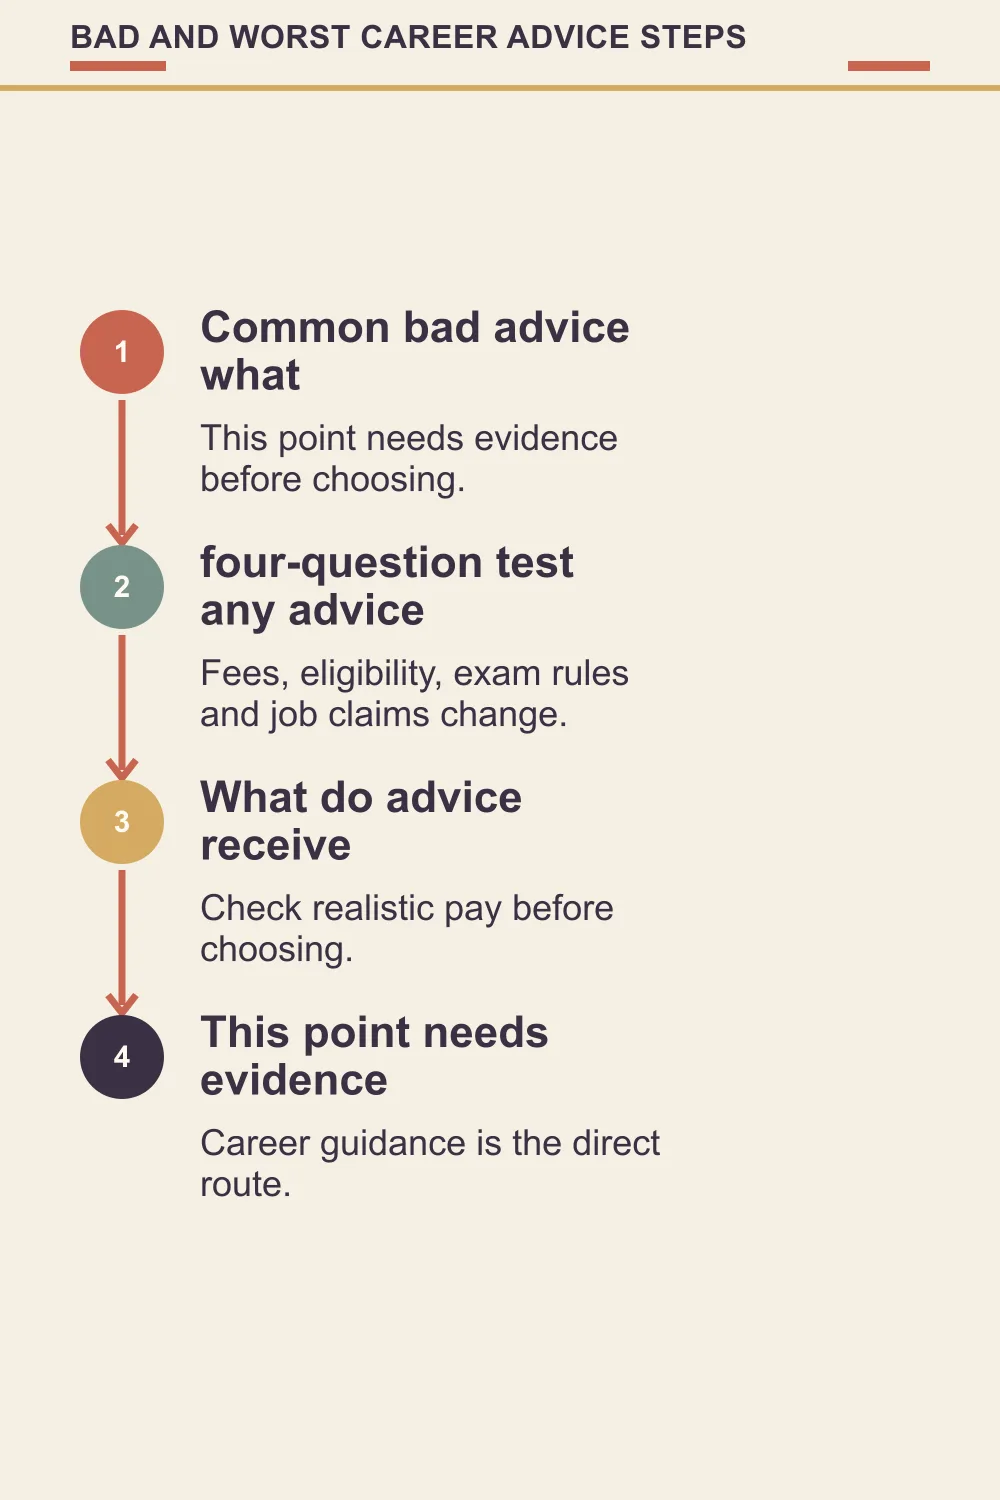 BAD AND WORST CAREER ADVICE STEPS
1
Common bad advice
what
This point needs evidence
before choosing.
2
four-question test
any advice
Fees, eligibility, exam rules
and job claims change.
3
What do advice
receive
Check realistic pay before
choosing.
4
This point needs
evidence
Career guidance is the direct
route.